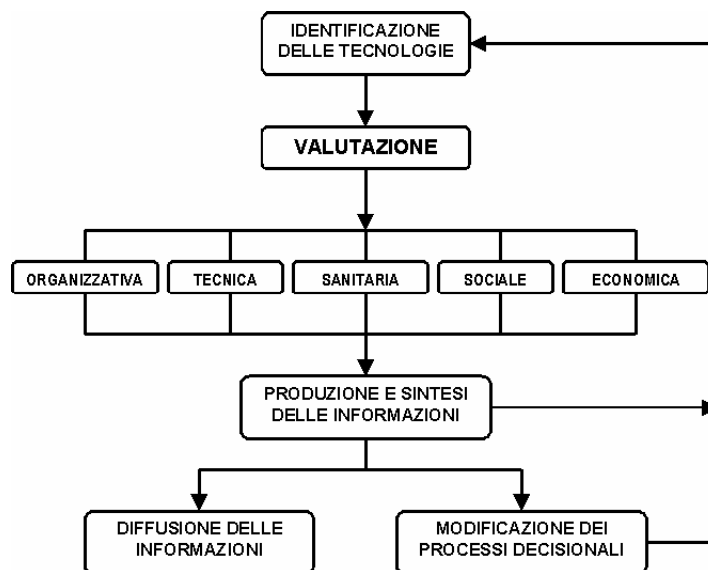 IDENTIFICAZIONE
DELLE TECNOLOGIE
VALUTAZIONE
ORGANIZZATIVA
TECNICA
SANITARIA
SOCIALE
ECONOMICA
PRODUZIONE E SINTESI
DELLE INFORMAZIONI
DIFFUSIONE DELLE
INFORMAZIONI
MODIFICAZIONE DEI
PROCESSI DECISIONALI